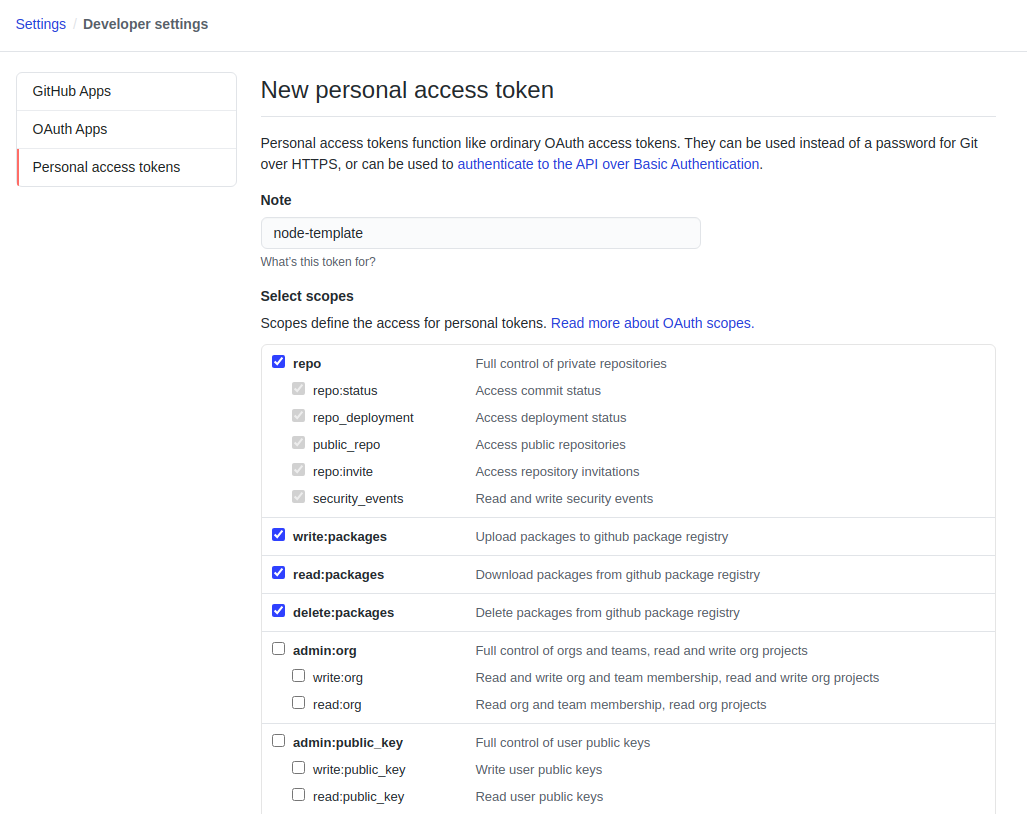 Settings / Developer settings
GitHub Apps
OAuth Apps
Personal access tokens
New personal access token
Personal access tokens function like ordinary OAuth access tokens. They can be used instead of a password for Git
over HTTPS, or can be used to authenticate to the API over Basic Authentication.
Note
node-template
What's this token for?
Select scopes
Scopes define the access for personal tokens. Read more about OAuth scopes.
repo Full control of private repositories
repo:status Access commit status
repo_deployment Access deployment status
public_repo Access public repositories
repo:invite Access repository invitations
security_events Read and write security events
write:packages Upload packages to github package registry
read:packages Download packages from github package registry
delete:packages Delete packages from github package registry
admin:org Full control of orgs and teams, read and write org projects
write:org Read and write org and team membership, read and write org projects
read:org Read org and team membership, read org projects
admin:public_key Full control of user public keys
write:public_key Write user public keys
read:public_key Read user public keys